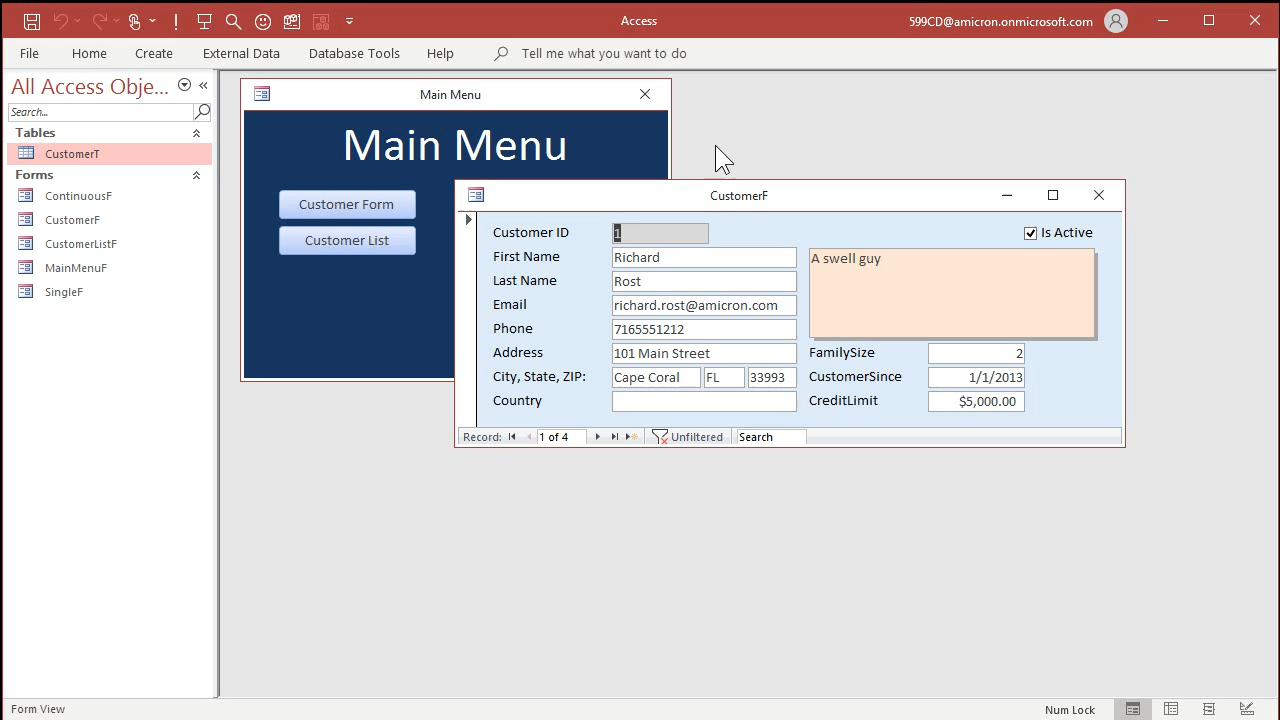 Access
599CD@amicron.onmicrosoft.com
File Home Create External Data Database Tools Help Tell me what you want to do
All Access Obje...
Search...
Tables
CustomerT
Forms
ContinuousF
CustomerF
CustomerListF
MainMenuF
SingleF
Main Menu
Main Menu
Customer Form
Customer List
CustomerF
Customer ID 1
Is Active
First Name Richard
A swell guy
Last Name Rost
Email richard.rost@amicron.com
Phone 7165551212
Address 101 Main Street
FamilySize 2
City, State, ZIP: Cape Coral FL 33993
CustomerSince 1/1/2013
Country
CreditLimit $5,000.00
Record: 1 of 4 Unfiltered Search
Form View
Num Lock